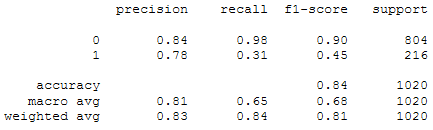 precision recall f1-score support
0 0.84 0.98 0.90 804
1 0.78 0.31 0.45 216
accuracy 0.84 1020
macro avg 0.81 0.65 0.68 1020
weighted avg 0.83 0.84 0.81 1020